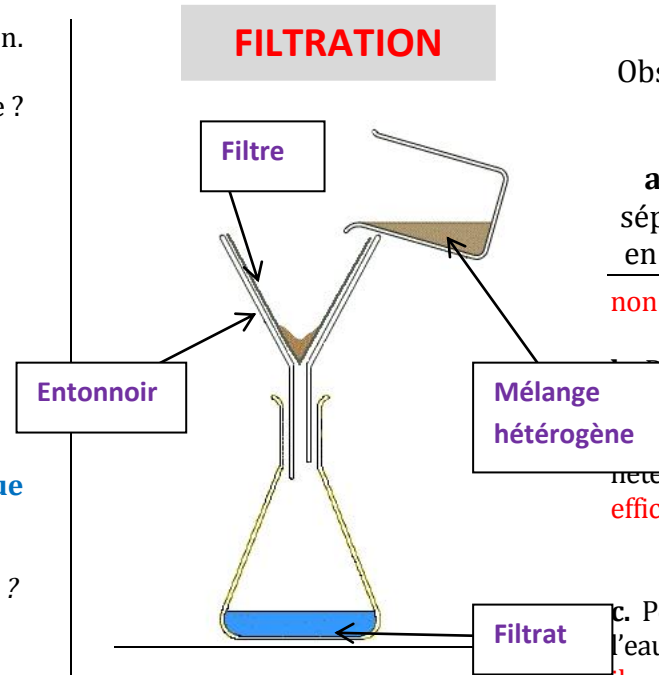 n.
e ?
ue
?
FILTRATION
Filtre
Entonnoir
Mélange
hétérogène
Filtrat
Obs
a
sép
en
non
effic
c. P
l'eau